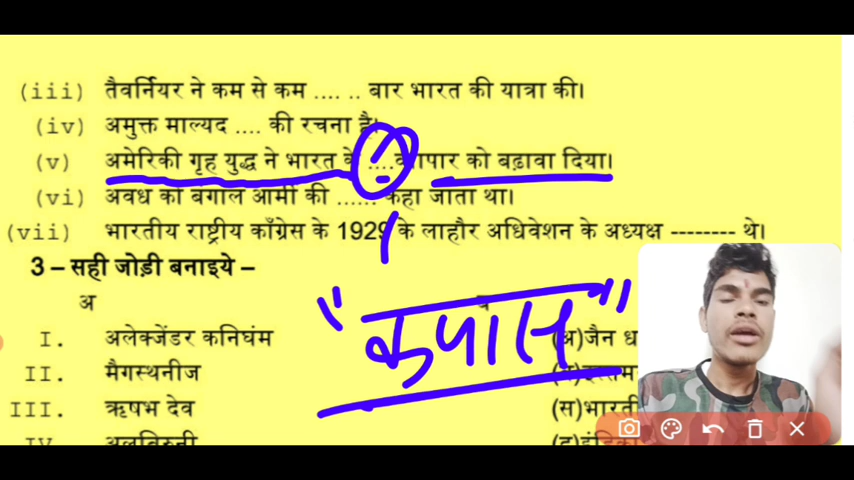 (iii) तैवर्नियर ने कम से कम .... .. बार भारत की यात्रा की।
(iv) अमुक्त माल्यद .... की रचना है।
(v) अमेरिकी गृह युद्ध ने भारत के ....व्यापार को बढ़ावा दिया।
(vi) अवध को बंगाल आर्मी की ...... कहा जाता था।
(vii) भारतीय राष्ट्रीय काँग्रेस के 1929 के लाहौर अधिवेशन के अध्यक्ष -------- थे।
3 – सही जोड़ी बनाइये –
अ ब
"कपास"
I. अलेक्जेंडर कनिघंम (अ)जैन ध
II. मैगस्थनीज
III. ऋषभ देव (स)भारती
IV. अलविरुनी (द)इंडिका